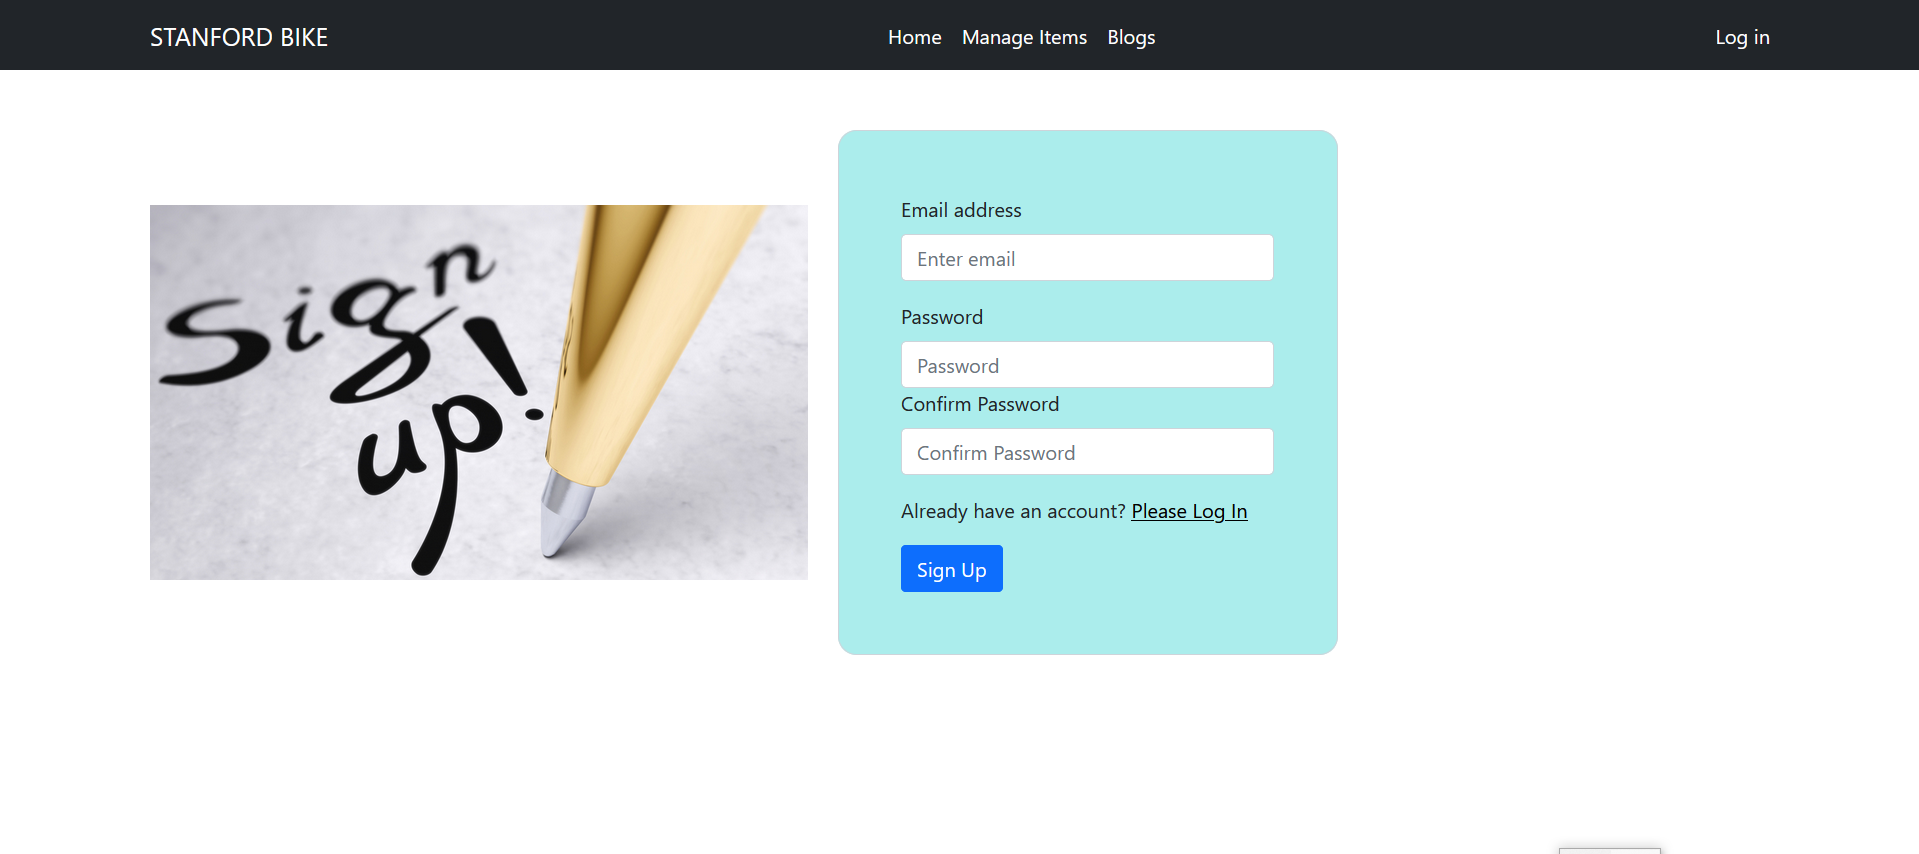 STANFORD BIKE
Home Manage Items Blogs
Log in
Sign
up!
Email address
Enter email
Password
Password
Confirm Password
Confirm Password
Already have an account? Please Log In
Sign Up